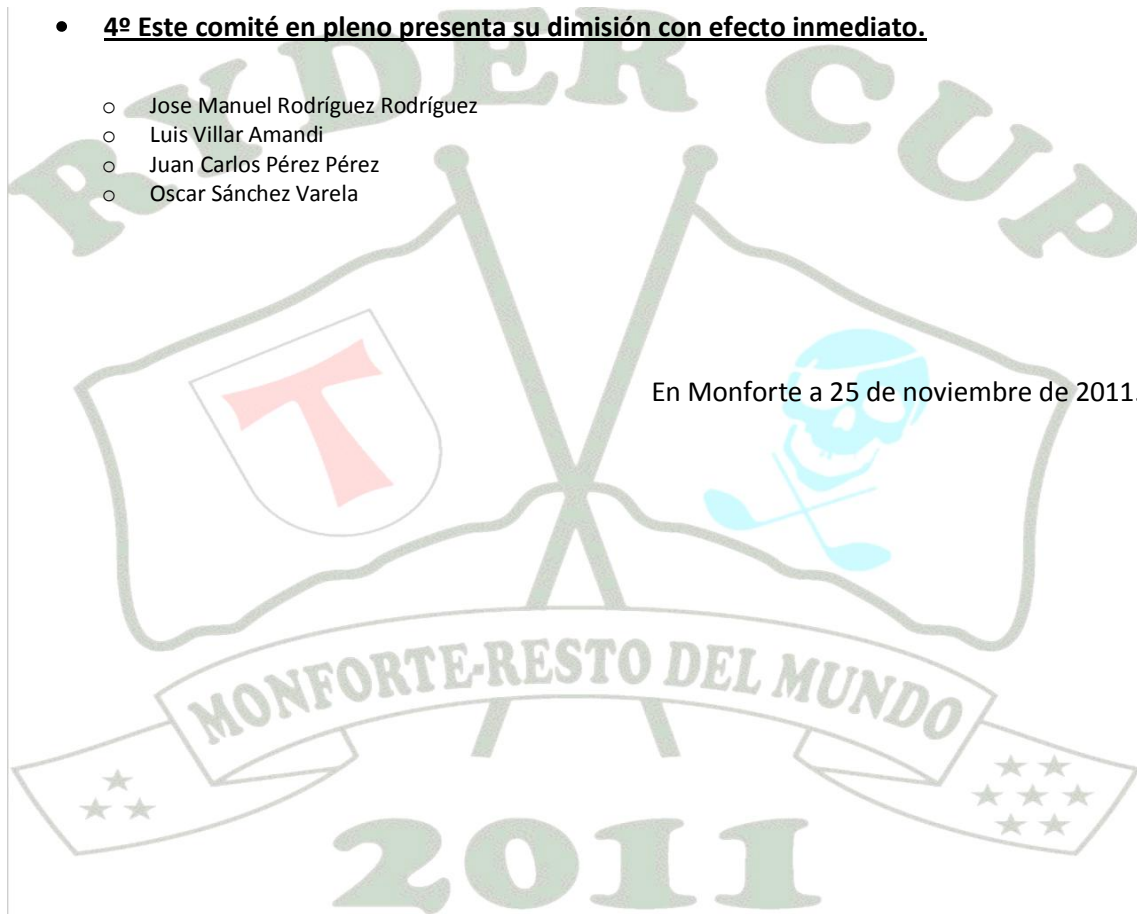 4º Este comité en pleno presenta su dimisión con efecto inmediato.
RYDER CUP
Jose Manuel Rodríguez Rodríguez
Luis Villar Amandi
Juan Carlos Pérez Pérez
Oscar Sánchez Varela
En Monforte a 25 de noviembre de 2011.
MONFORTE-RESTO DEL MUNDO
2011